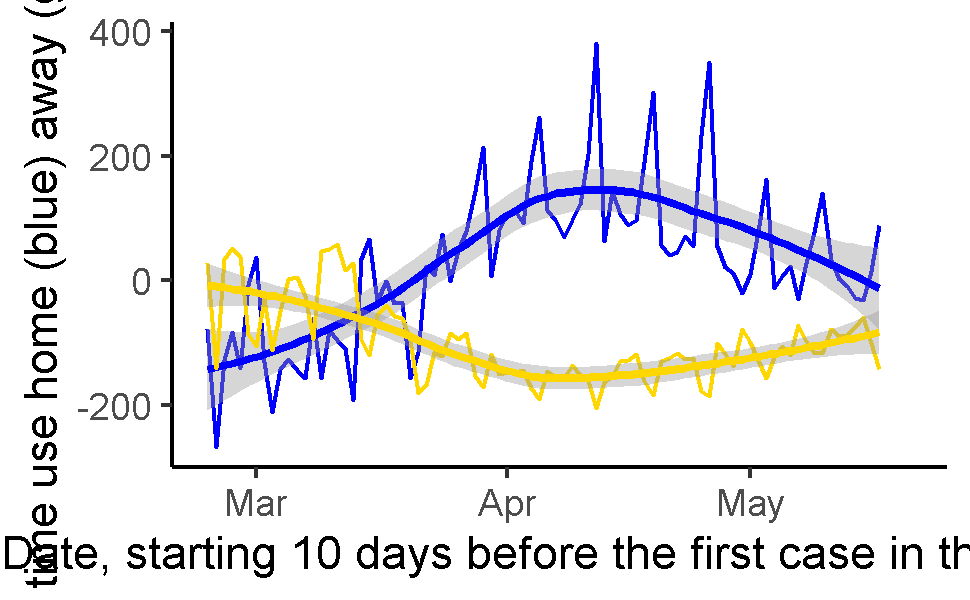 time use home (blue) away (
400
200
0
-200
Mar Apr May
Date, starting 10 days before the first case in th